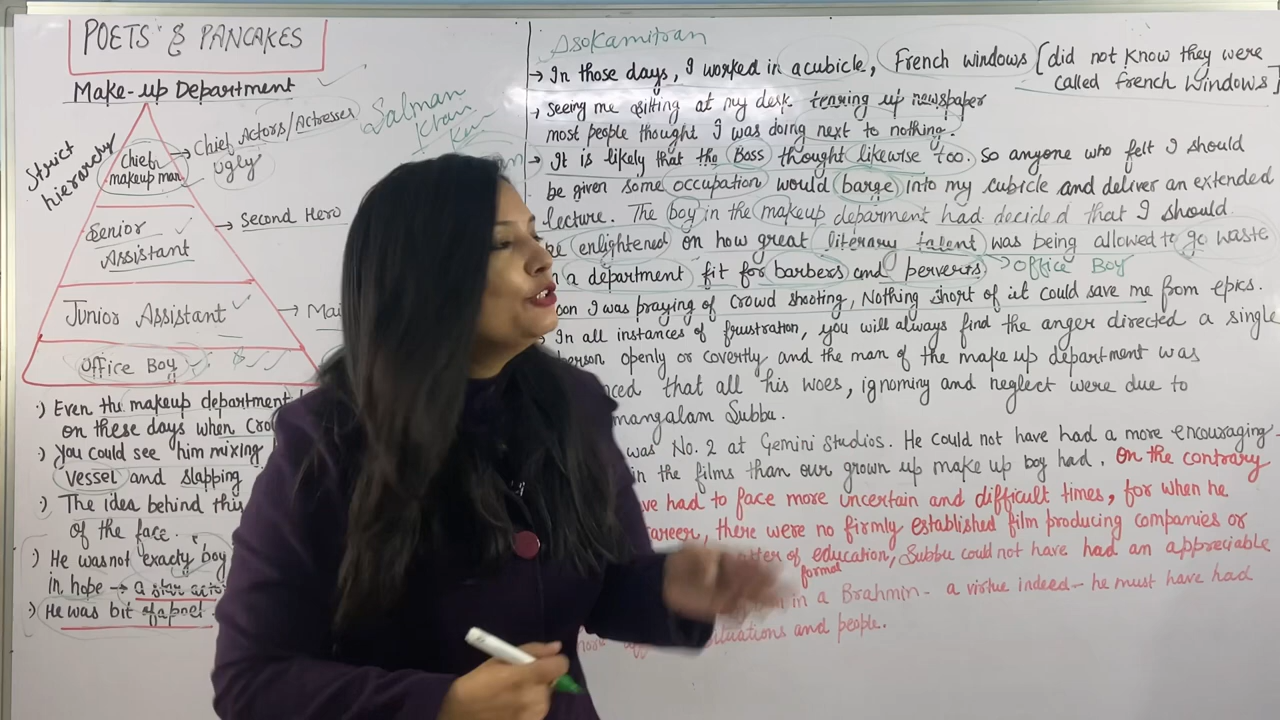 POETS & PANCAKES
Make-up Department
Strict hierarchy
Chief makeup man
Chief Actors/Actresses
ugly
Salman
Khan
Senior Assistant
Second Hero
Junior Assistant
Office Boy
·) Even the makeup department
on these days when
·) You could see him mixing
vessel and slapping
·) The idea behind this
of the face.
·) He was not exactly boy
in hope → a star
·) He was bit of a poet
Asokamitran
→ In those days, I worked in a cubicle, French windows [did not know they were
called french windows]
→ seeing me sitting at my desk tearing up newspaper
most people thought I was doing next to nothing.
→ It is likely that the Boss thought likewise too. So anyone who felt I should
be given some occupation would barge into my cubicle and deliver an extended
lecture. The boy in the makeup deparment had decided that I should
enlightened on how great literary talent was being allowed to go waste
a department fit for barbers and perverts → Office Boy
I was praying of crowd shooting, Nothing short of it could save me from epics.
In all instances of frustration, you will always find the anger directed a single
person openly or covertly and the man of the make up department was
that all his woes, ignominy and neglect were due to
Subbu.
was No. 2 at Gemini studios. He could not have had a more encouraging
in the films than our grown up make up boy had. On the contrary
had to face more uncertain and difficult times, for when he
there were no firmly established film producing companies or
of education, Subbu could not have had an appreciable
formal
in a Brahmin - a virtue indeed - he must have had
situations and people.